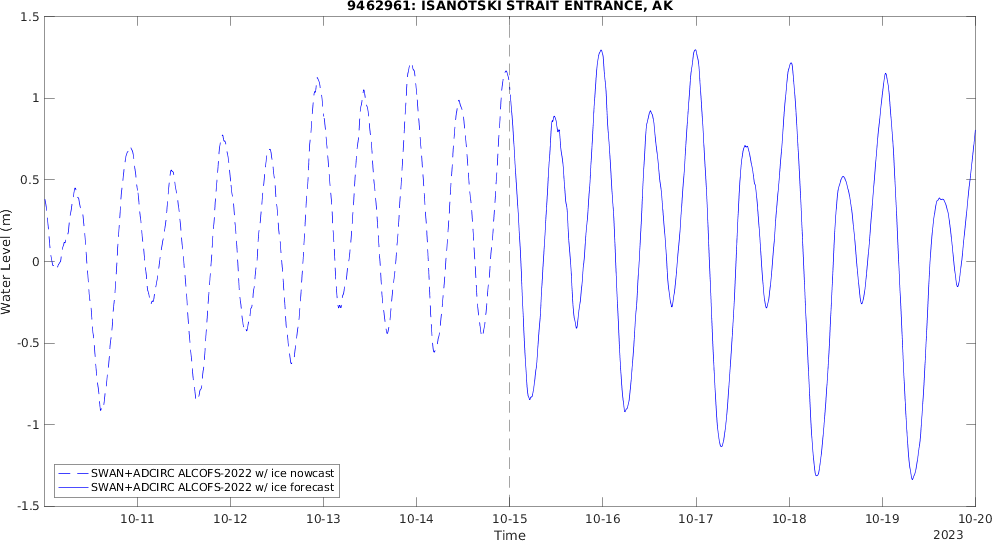 9462961: ISANOTSKI STRAIT ENTRANCE, AK
1.5
1
0.5
0
-0.5
-1
-1.5
Water Level (m)
SWAN+ADCIRC ALCOFS-2022 w/ ice nowcast
SWAN+ADCIRC ALCOFS-2022 w/ ice forecast
10-11 10-12 10-13 10-14 10-15 10-16 10-17 10-18 10-19 10-20
Time
2023